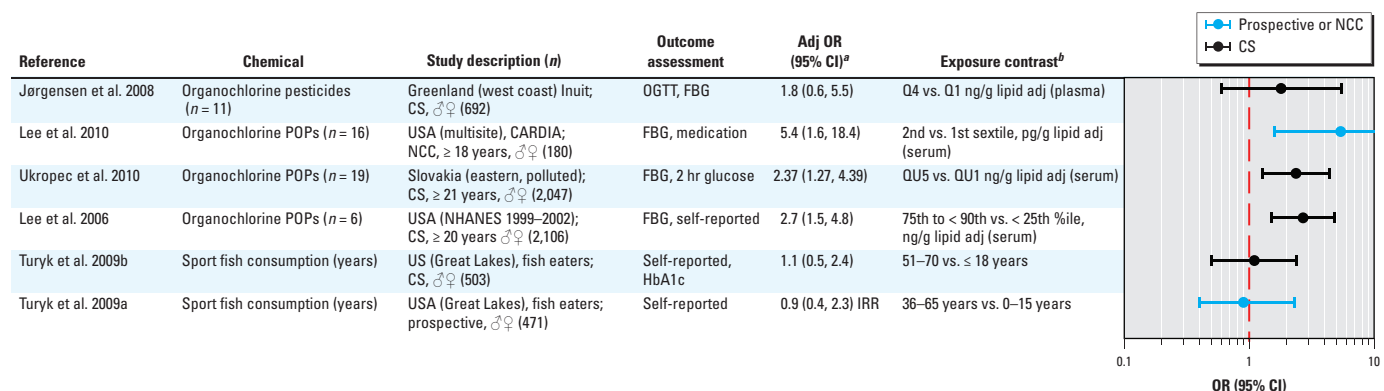 Prospective or NCC
CS
Reference Chemical Study description (n) Outcome assessment Adj OR (95% CI)a Exposure contrastb
Jørgensen et al. 2008 Organochlorine pesticides Greenland (west coast) Inuit; OGTT, FBG 1.8 (0.6, 5.5) Q4 vs. Q1 ng/g lipid adj (plasma)
(n = 11) CS, ♂♀ (692)
Lee et al. 2010 Organochlorine POPs (n = 16) USA (multisite), CARDIA; FBG, medication 5.4 (1.6, 18.4) 2nd vs. 1st sextile, pg/g lipid adj
NCC, ≥ 18 years, ♂♀ (180) (serum)
Ukropec et al. 2010 Organochlorine POPs (n = 19) Slovakia (eastern, polluted); FBG, 2 hr glucose 2.37 (1.27, 4.39) QU5 vs. QU1 ng/g lipid adj (serum)
CS, ≥ 21 years, ♂♀ (2,047)
Lee et al. 2006 Organochlorine POPs (n = 6) USA (NHANES 1999–2002); FBG, self-reported 2.7 (1.5, 4.8) 75th to < 90th vs. < 25th %ile,
CS, ≥ 20 years ♂♀ (2,106) ng/g lipid adj (serum)
Turyk et al. 2009b Sport fish consumption (years) US (Great Lakes), fish eaters; Self-reported, 1.1 (0.5, 2.4) 51–70 vs. ≤ 18 years
CS, ♂♀ (503) HbA1c
Turyk et al. 2009a Sport fish consumption (years) USA (Great Lakes), fish eaters; Self-reported 0.9 (0.4, 2.3) IRR 36–65 years vs. 0–15 years
prospective, ♂♀ (471)
0.1 1 10
OR (95% CI)